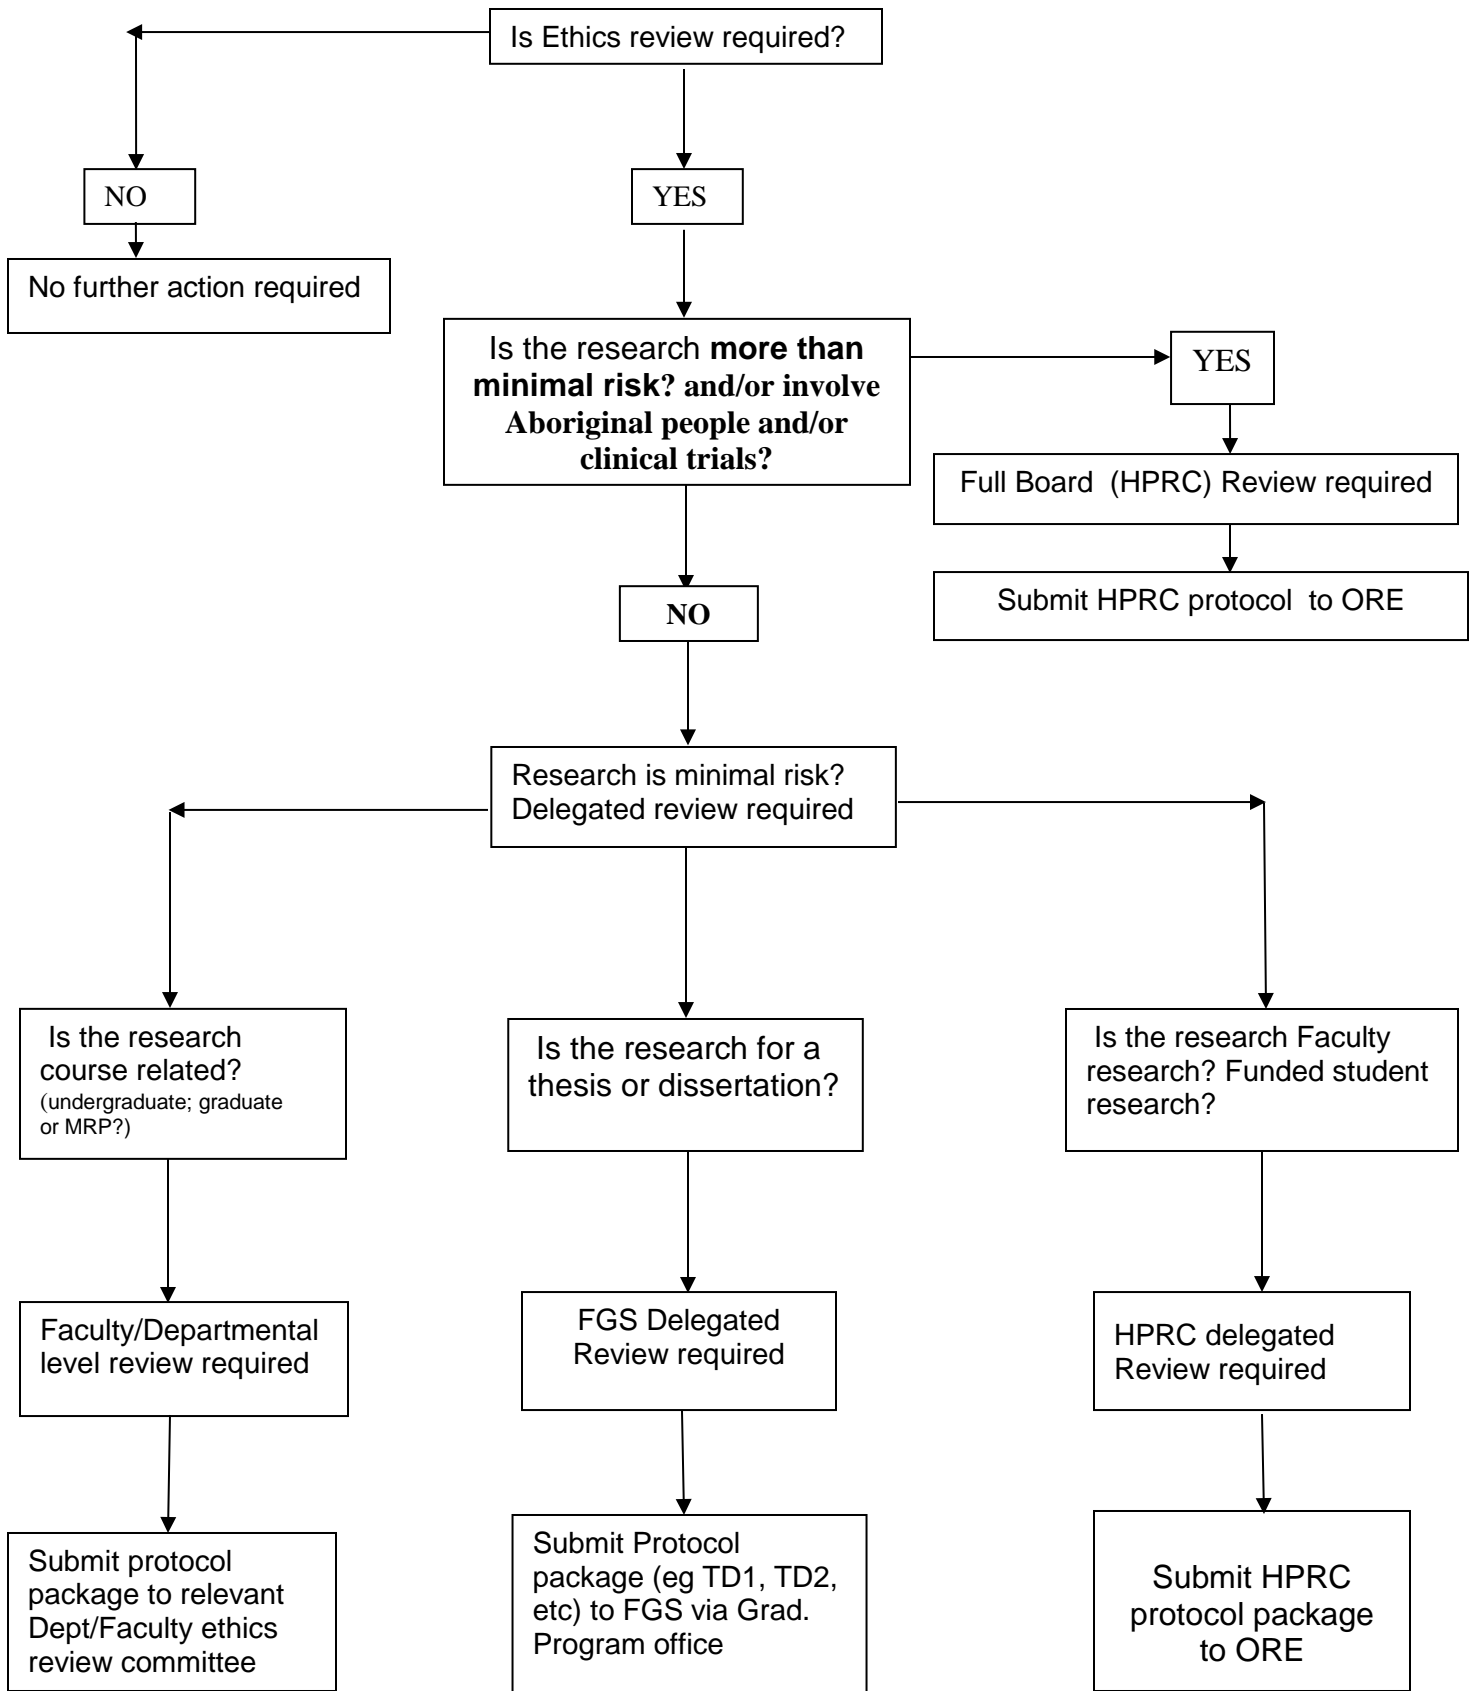 Is Ethics review required?
NO
YES
No further action required
Is the research more than
minimal risk? and/or involve
Aboriginal people and/or
clinical trials?
YES
Full Board (HPRC) Review required
Submit HPRC protocol to ORE
NO
Research is minimal risk?
Delegated review required
Is the research
course related?
(undergraduate; graduate
or MRP?)
Is the research for a
thesis or dissertation?
Is the research Faculty
research? Funded student
research?
Faculty/Departmental
level review required
FGS Delegated
Review required
HPRC delegated
Review required
Submit protocol
package to relevant
Dept/Faculty ethics
review committee
Submit Protocol
package (eg TD1, TD2,
etc) to FGS via Grad.
Program office
Submit HPRC
protocol package
to ORE